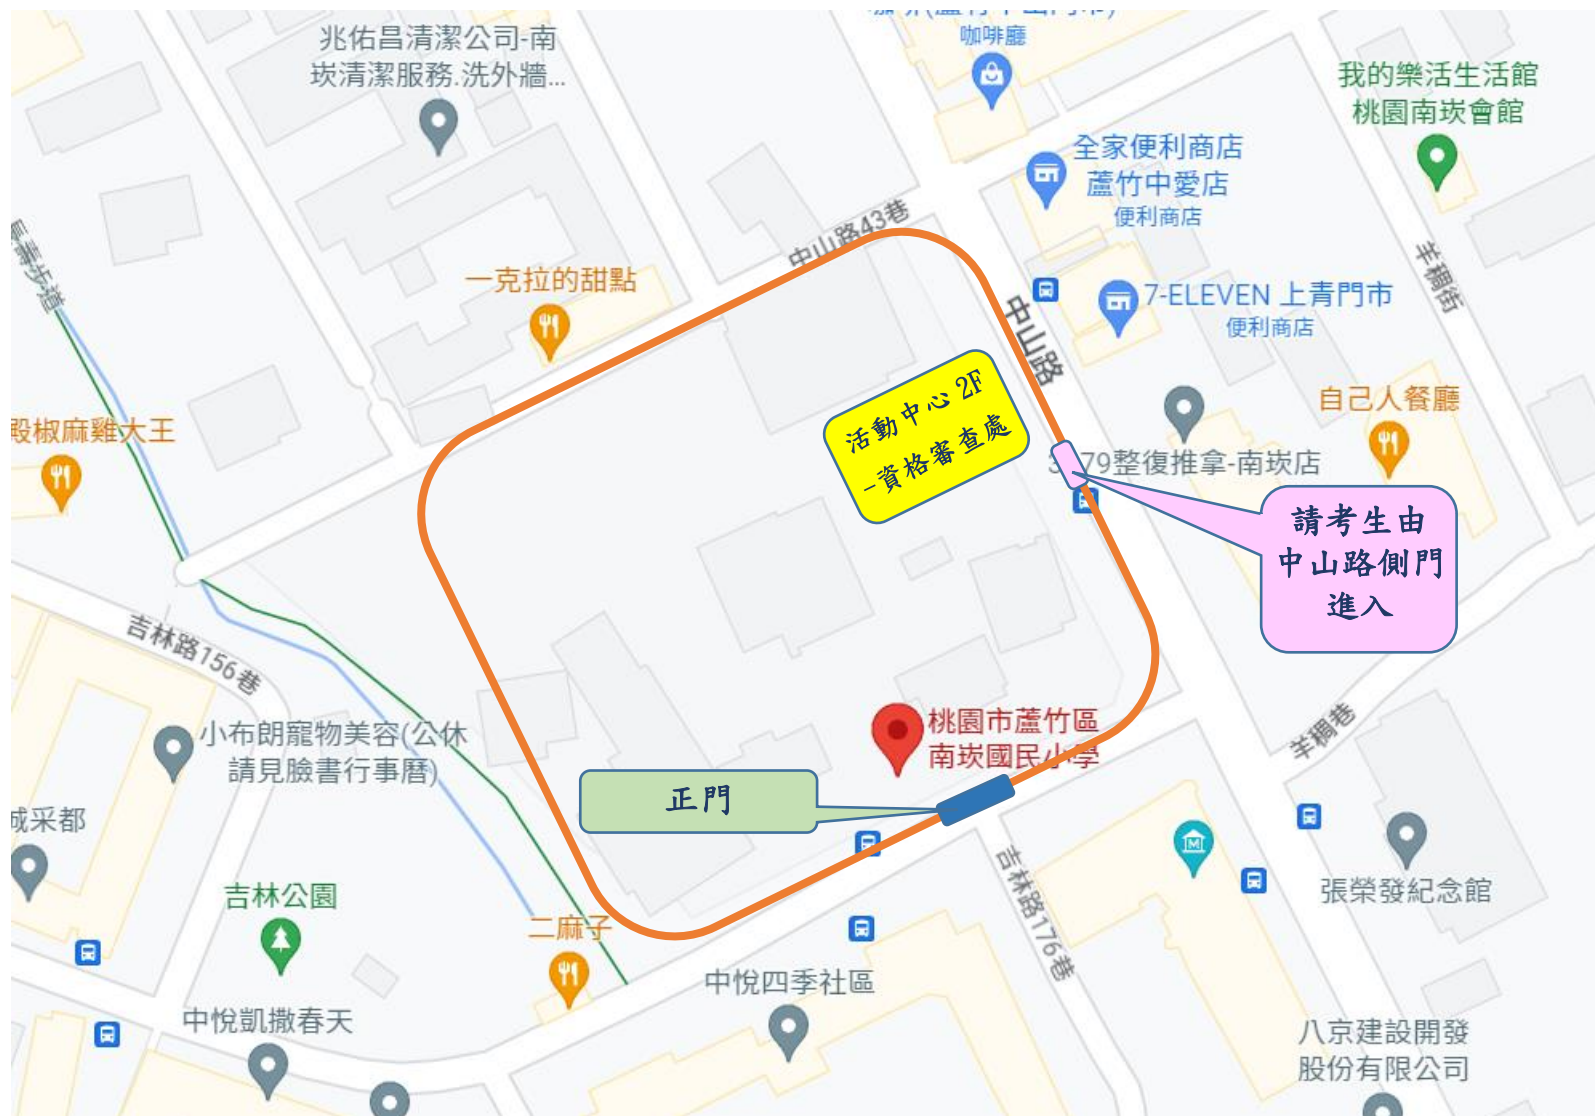 兆佑昌清潔公司-南
崁清潔服務.洗外牆...
咖啡廳
我的樂活生活館
桃園南崁會館
全家便利商店
蘆竹中愛店
便利商店
中山路43巷
羊稠街
長壽步道
一克拉的甜點
7-ELEVEN 上青門市
便利商店
中山路
活動中心 2F
-資格審查處
自己人餐廳
殿椒麻雞大王
79整復推拿-南崁店
請考生由
中山路側門
進入
吉林路156巷
小布朗寵物美容(公休
請見臉書行事曆)
桃園市蘆竹區
南崁國民小學
羊稠巷
正門
城采都
吉林路176巷
張榮發紀念館
吉林公園
二麻子
中悅四季社區
中悅凱撒春天
八京建設開發
股份有限公司